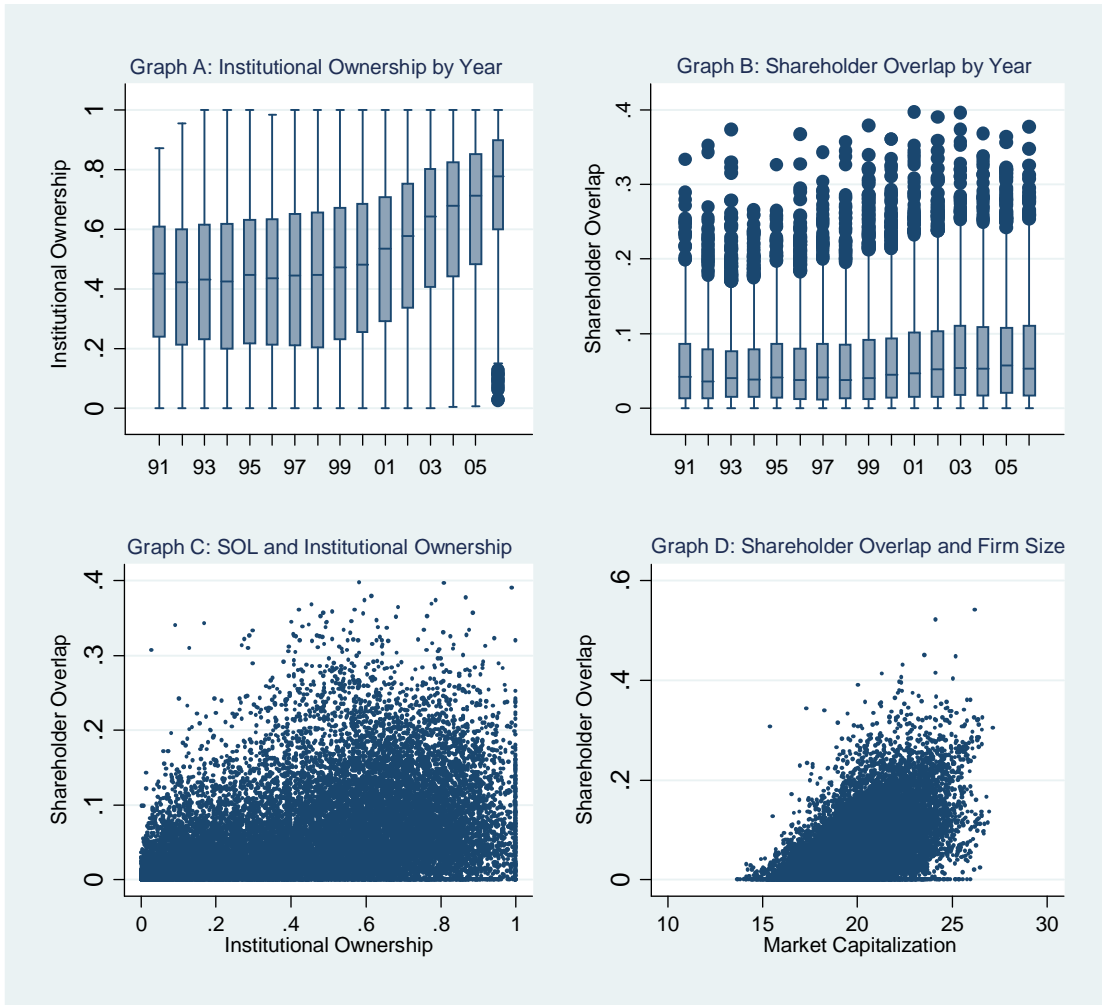 Graph A: Institutional Ownership by Year
Institutional Ownership
1
.8
.6
.4
.2
0
91 93 95 97 99 01 03 05
Graph B: Shareholder Overlap by Year
Shareholder Overlap
.4
.3
.2
.1
0
91 93 95 97 99 01 03 05
Graph C: SOL and Institutional Ownership
Shareholder Overlap
.4
.3
.2
.1
0
0 .2 .4 .6 .8 1
Institutional Ownership
Graph D: Shareholder Overlap and Firm Size
Shareholder Overlap
.6
.4
.2
0
10 15 20 25 30
Market Capitalization